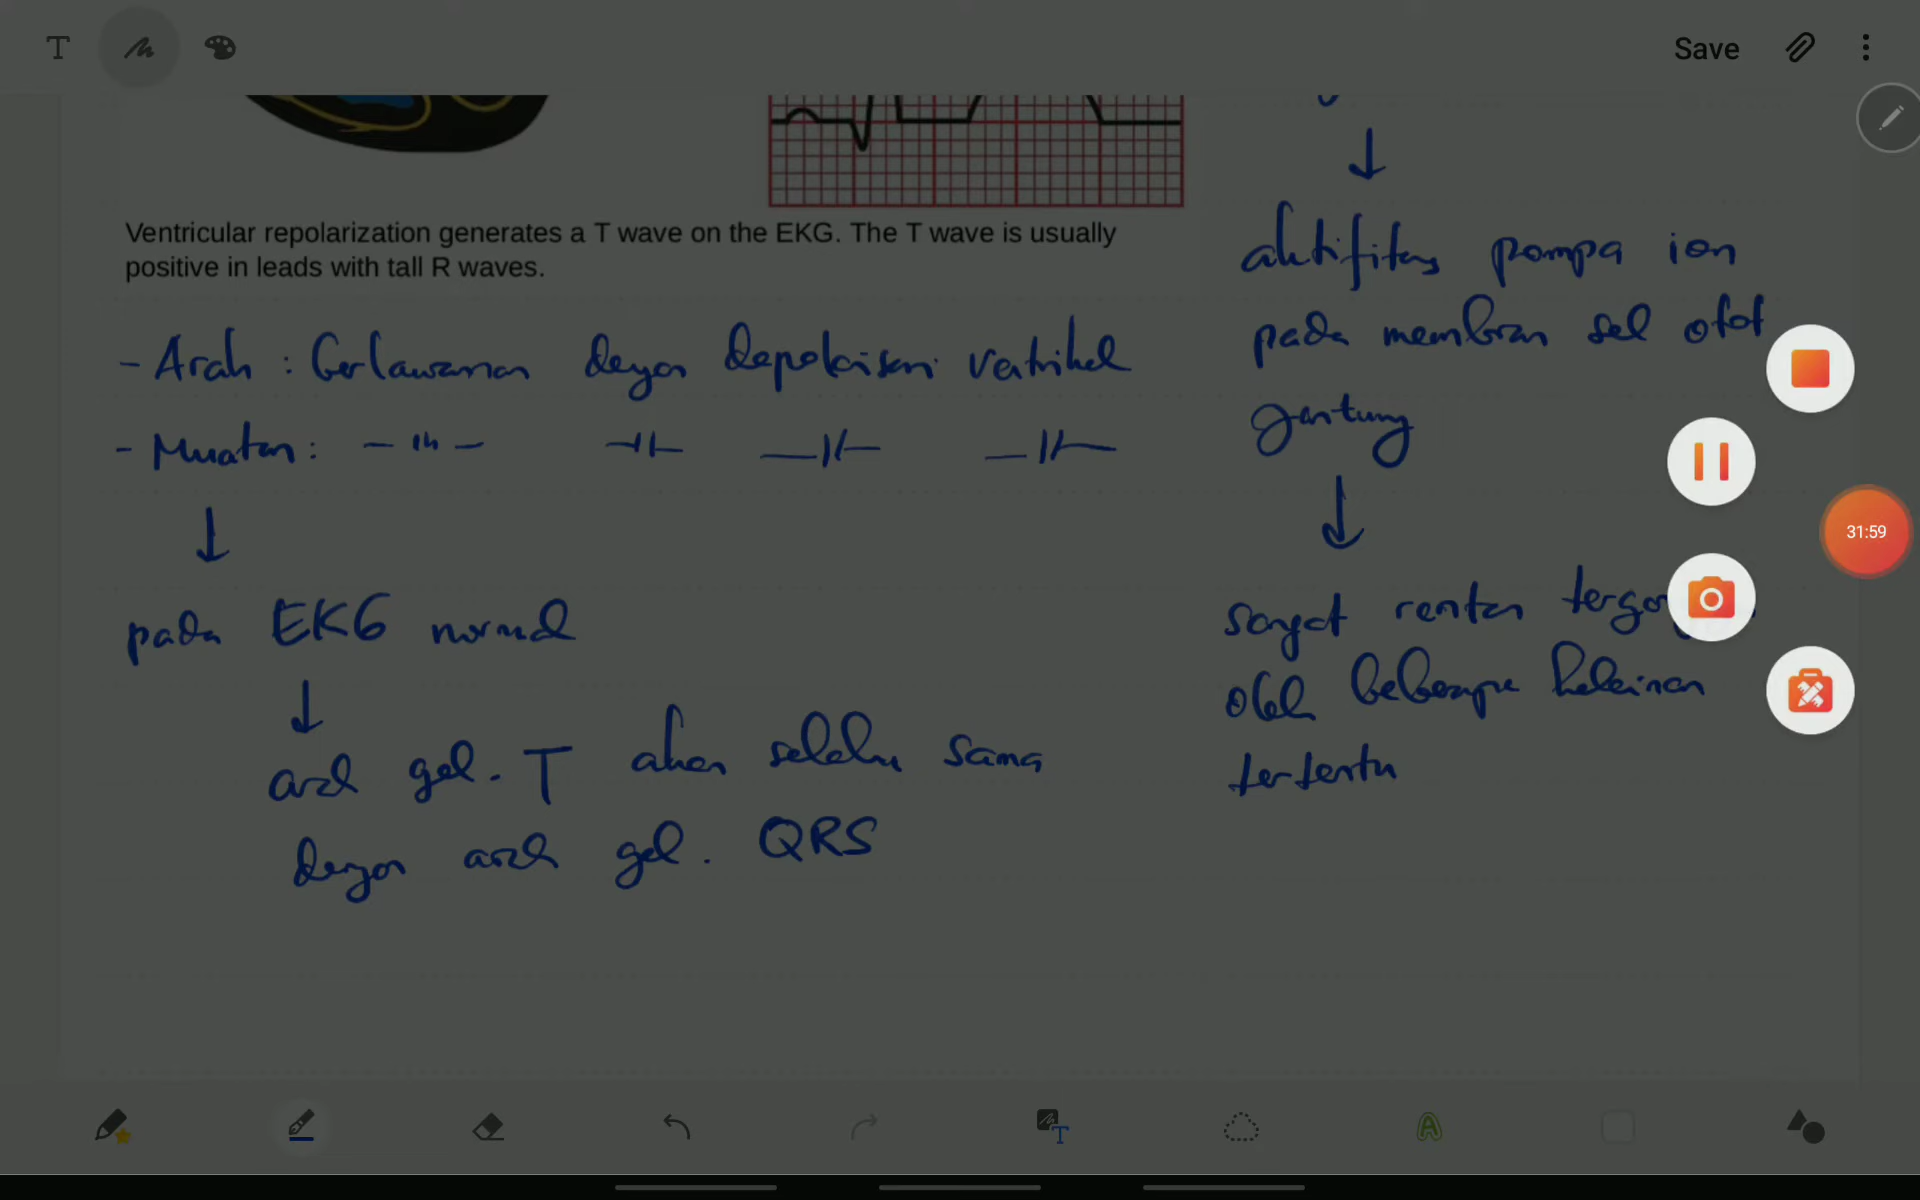 T
Save
Ventricular repolarization generates a T wave on the EKG. The T wave is usually
positive in leads with tall R waves.
- Arah : berlawanan dengan depolarisasi ventrikel
- Muatan : — " — — " — — " — — " —
↓
pada EKG normal
↓
arah gel. T akan selalu sama
dengan arah gel. QRS
↓
aktifitas pompa ion
pada membran sel otot
jantung
↓
sangat rentan
oleh beberapa kelainan
tertentu
31:59